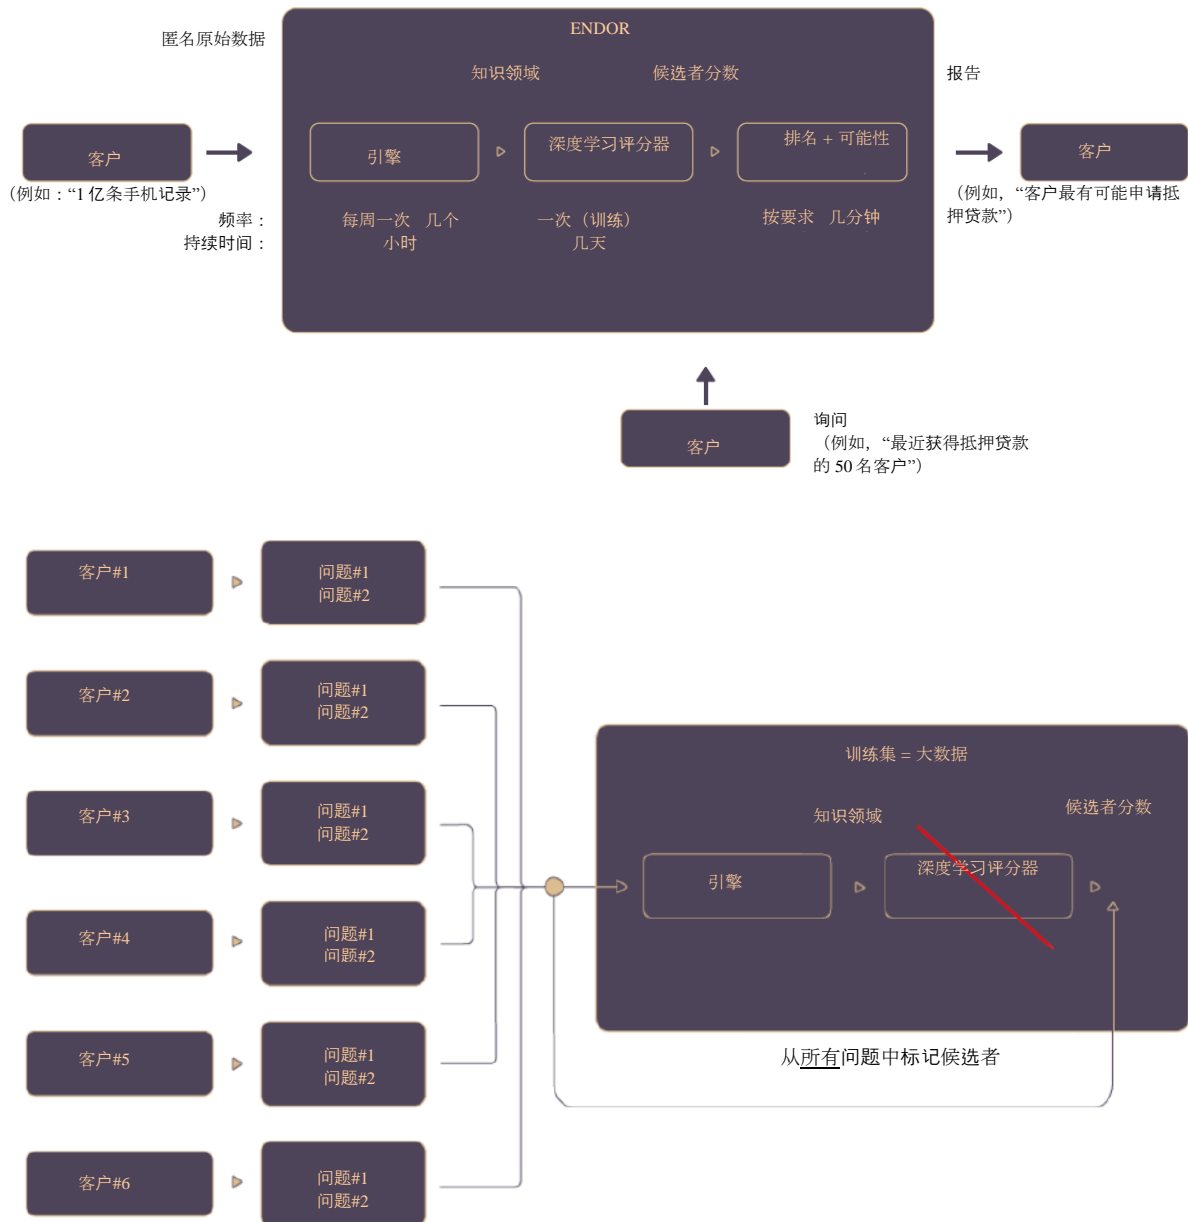 ENDOR
匿名原始数据
知识领域
候选者分数
报告
客户
引擎
深度学习评分器
排名 + 可能性
客户
（例如：“1 亿条手机记录”）
（例如，“客户最有可能申请抵
押贷款”）
频率：
持续时间：
每周一次 几个
小时
一次（训练）
几天
按要求 几分钟
客户
询问
（例如，“最近获得抵押贷款
的 50 名客户”）
客户#1
问题#1
问题#2
客户#2
问题#1
问题#2
客户#3
问题#1
问题#2
客户#4
问题#1
问题#2
客户#5
问题#1
问题#2
客户#6
问题#1
问题#2
训练集 = 大数据
知识领域
候选者分数
引擎
深度学习评分器
从所有问题中标记候选者